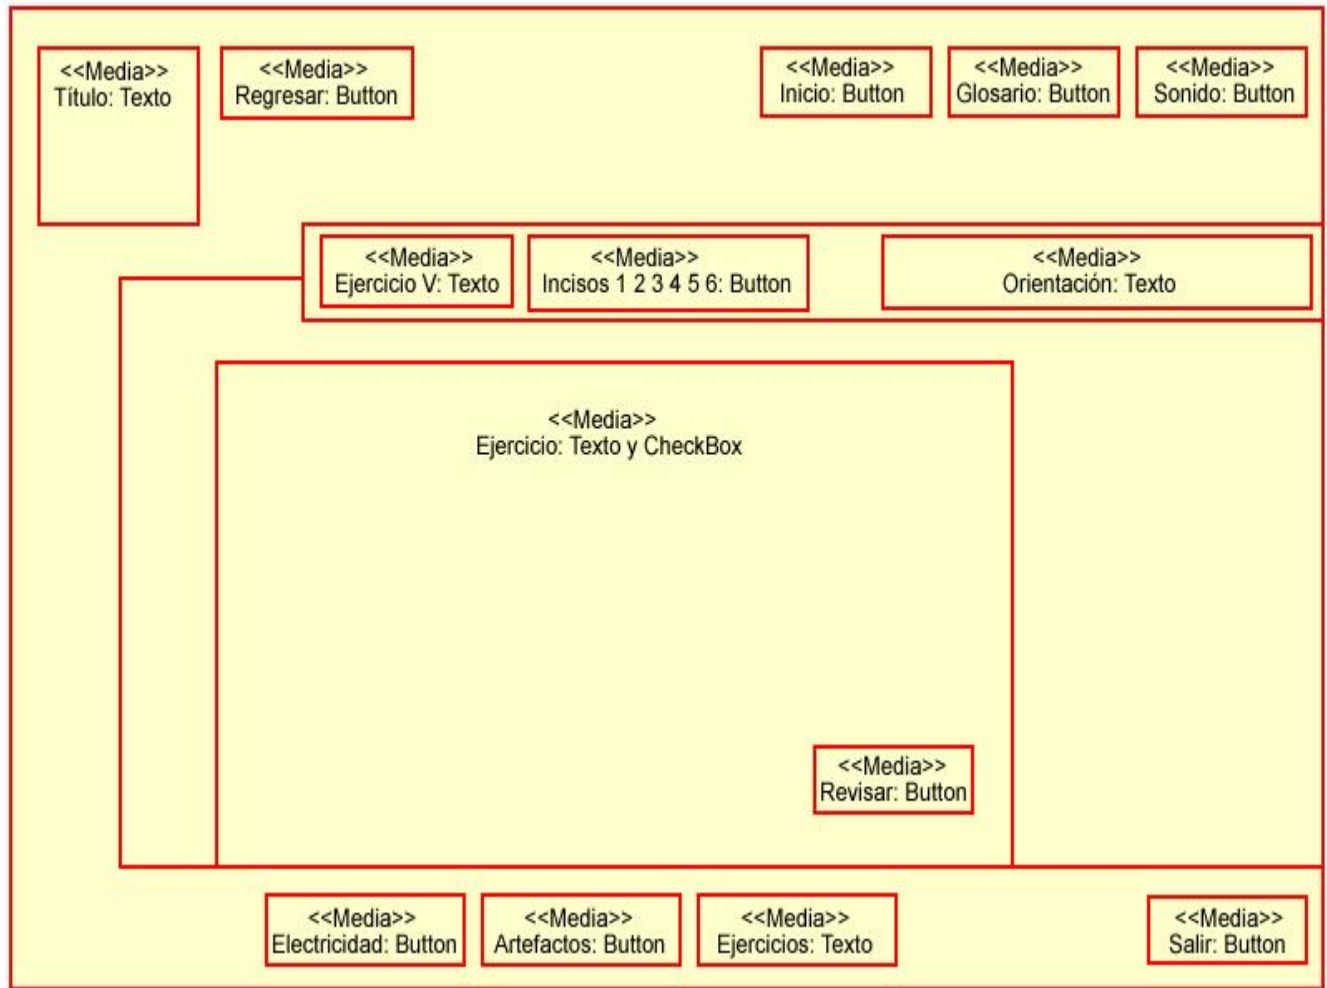 <<Media>>
Título: Texto
<<Media>>
Regresar: Button
<<Media>>
Inicio: Button
<<Media>>
Glosario: Button
<<Media>>
Sonido: Button
<<Media>>
Ejercicio V: Texto
<<Media>>
Incisos 1 2 3 4 5 6: Button
<<Media>>
Orientación: Texto
<<Media>>
Ejercicio: Texto y CheckBox
<<Media>>
Revisar: Button
<<Media>>
Electricidad: Button
<<Media>>
Artefactos: Button
<<Media>>
Ejercicios: Texto
<<Media>>
Salir: Button